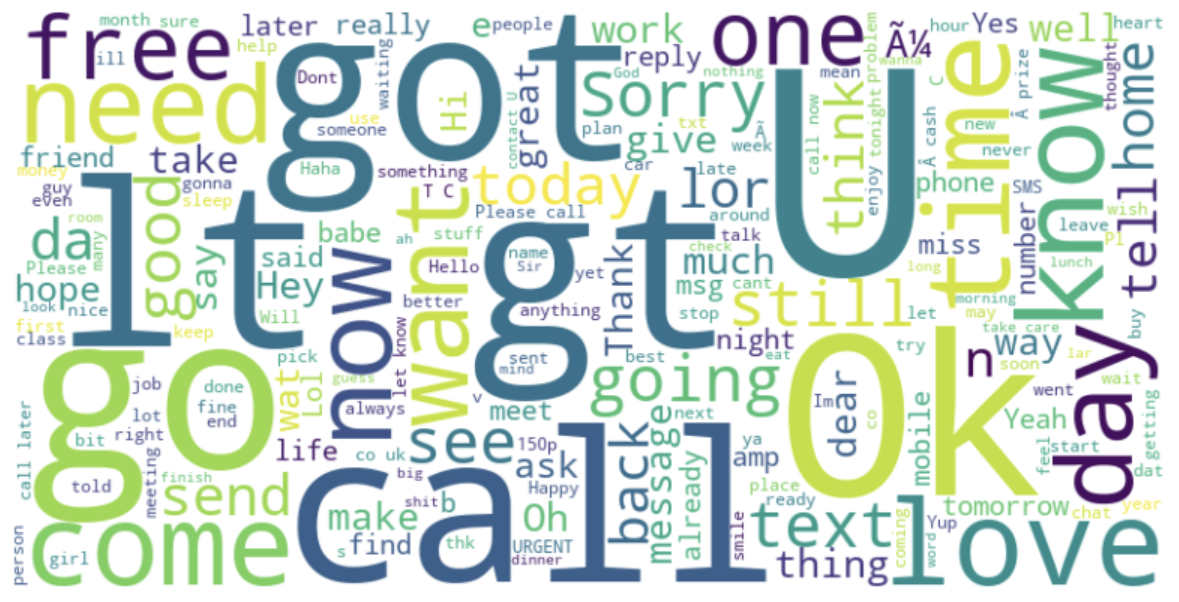 free
ill
month sure
later
really
e
people
work
one
Ã¼
hour
Yes
well
heart
need
help
got
Dont
waiting
Hi
use
someone
Haha
contact U
great
God
Sorry
nothing
reply
plan
give
txt
week
Â
mean
U
call now
think
problem
wanna
enjoy tonight
Â cash
C
time
new
never
Â prize
know
thought
home
friend
money
guy
even
take
gonna
sleep
something
T C
today
car
late
lor
phone
SMS
lt
good
room
many
da
Please
hope
look
nice
first
class
say
said
Hey
Will
keep
babe
ah
stuff
want
Please call
gt
name
Sir
yet
Hello
better
anything
Thank
around
talk
check
much
msg
cant
stop
still
let
long
miss
morning
may
number
leave
wish
Pl
lunch
tell
buy
now
let know
sent
mind
night
best
eat
try
take care
way
n
soon
lar
day
go
job
done
fine
end
lot
right
bit
told
meeting
call later
pick
wat
Lol
guess
always
v
meet
going
next
Ok
Im
dear
co
mobile
went
wait
Yeah
feel
start
getting
dat
life
co uk
see
150p
ask
Happy
back
message
already
ya
amp
place
ready
tomorrow
chat
year
finish
send
come
girl
person
call
big
shit
b
make
s
find
thk
Oh
URGENT
dinner
smile
text
thing
coming
word
Yup
love